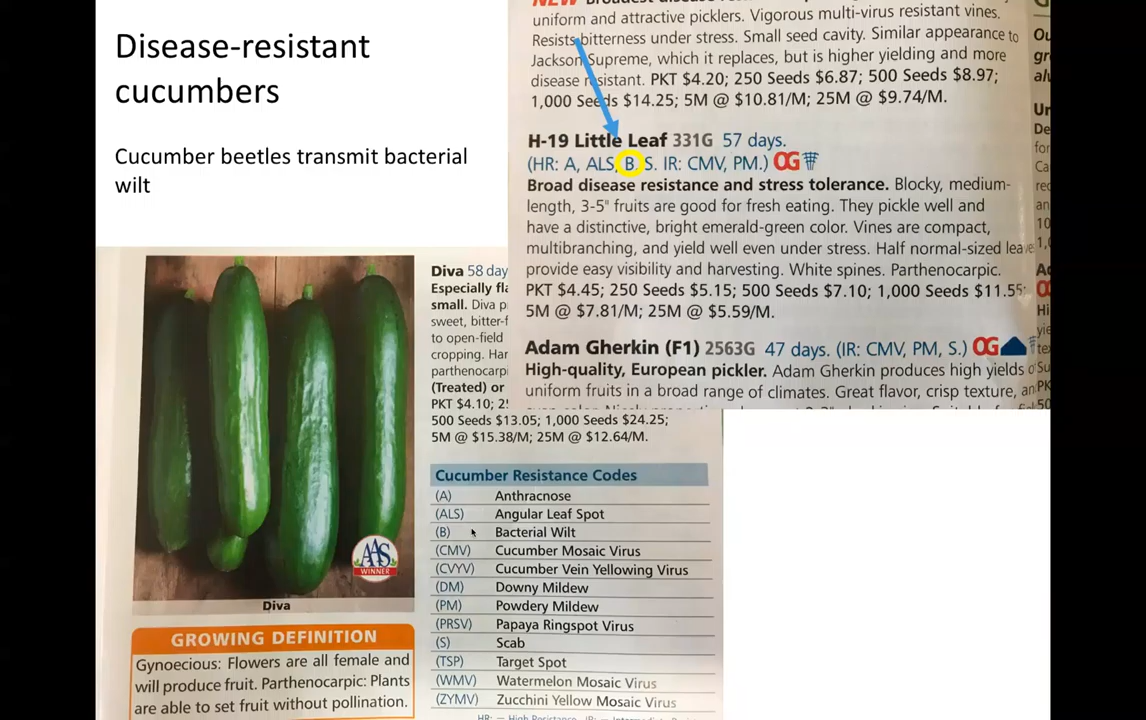 Disease-resistant
cucumbers
Cucumber beetles transmit bacterial
wilt
uniform and attractive picklers. Vigorous multi-virus resistant vines.
Resists bitterness under stress. Small seed cavity. Similar appearance to
Jackson Supreme, which it replaces, but is higher yielding and more
disease resistant. PKT $4.20; 250 Seeds $6.87; 500 Seeds $8.97;
1,000 Seeds $14.25; 5M @ $10.81/M; 25M @ $9.74/M.
H-19 Little Leaf 331G 57 days.
(HR: A, ALS, B, S. IR: CMV, PM.) OG
Broad disease resistance and stress tolerance. Blocky, medium-
length, 3-5" fruits are good for fresh eating. They pickle well and
have a distinctive, bright emerald-green color. Vines are compact,
multibranching, and yield well even under stress. Half normal-sized leave
provide easy visibility and harvesting. White spines. Parthenocarpic.
PKT $4.45; 250 Seeds $5.15; 500 Seeds $7.10; 1,000 Seeds $11.55;
5M @ $7.81/M; 25M @ $5.59/M.
Adam Gherkin (F1) 2563G 47 days. (IR: CMV, PM, S.) OG
High-quality, European pickler. Adam Gherkin produces high yields o
uniform fruits in a broad range of climates. Great flavor, crisp texture, an
Diva 58 day
Especially fl
small. Diva p
sweet, bitter-f
to open-field
cropping. Har
parthenocarpi
(Treated) or
PKT $4.10; 2
500 Seeds $13.05; 1,000 Seeds $24.25;
5M @ $15.38/M; 25M @ $12.64/M.
AAS
WINNER
Diva
GROWING DEFINITION
Gynoecious: Flowers are all female and
will produce fruit. Parthenocarpic: Plants
are able to set fruit without pollination.
Cucumber Resistance Codes
(A) Anthracnose
(ALS) Angular Leaf Spot
(B) Bacterial Wilt
(CMV) Cucumber Mosaic Virus
(CVYV) Cucumber Vein Yellowing Virus
(DM) Downy Mildew
(PM) Powdery Mildew
(PRSV) Papaya Ringspot Virus
(S) Scab
(TSP) Target Spot
(WMV) Watermelon Mosaic Virus
(ZYMV) Zucchini Yellow Mosaic Virus